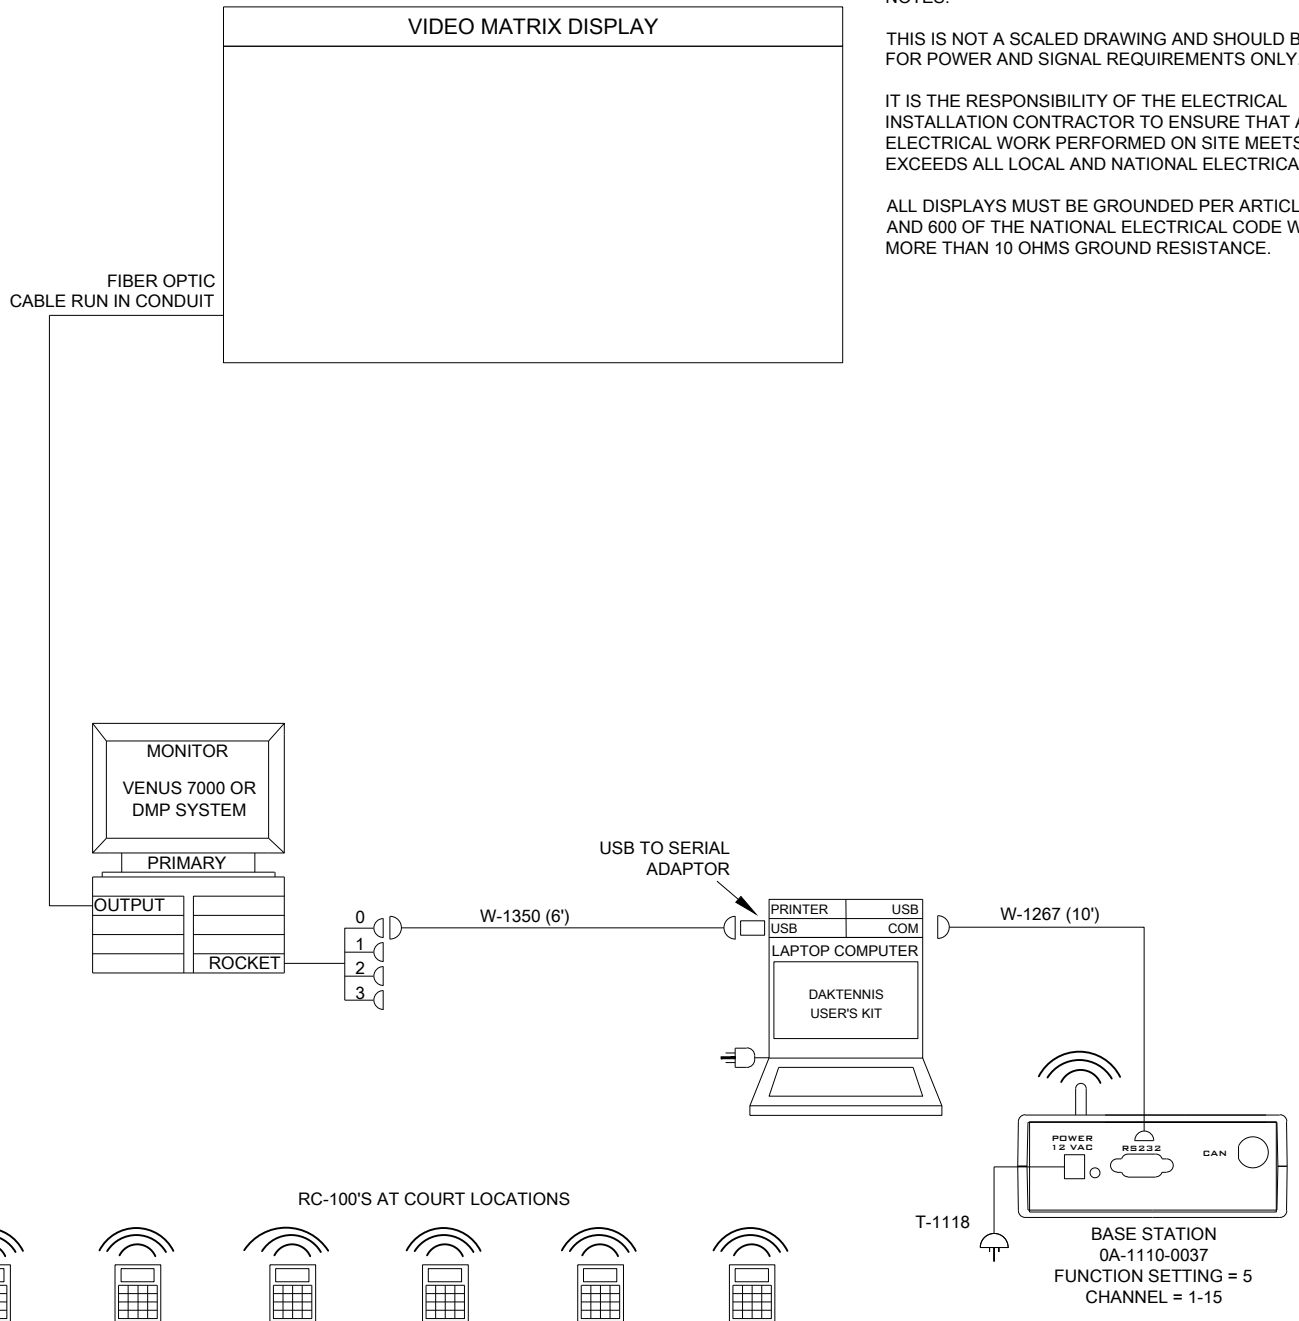 VIDEO MATRIX DISPLAY
NOTES:
THIS IS NOT A SCALED DRAWING AND SHOULD
FOR POWER AND SIGNAL REQUIREMENTS ONLY
IT IS THE RESPONSIBILITY OF THE ELECTRICAL
INSTALLATION CONTRACTOR TO ENSURE THAT
ELECTRICAL WORK PERFORMED ON SITE MEETS
EXCEEDS ALL LOCAL AND NATIONAL
ALL DISPLAYS MUST BE GROUNDED PER
AND 600 OF THE NATIONAL ELECTRICAL CODE
MORE THAN 10 OHMS GROUND RESISTANCE.
FIBER OPTIC
CABLE RUN IN CONDUIT
MONITOR
VENUS 7000 OR
DMP SYSTEM
PRIMARY
OUTPUT
ROCKET
0
1
2
3
W-1350 (6')
USB TO SERIAL
ADAPTOR
PRINTER USB
USB COM
LAPTOP COMPUTER
DAKTENNIS
USER'S KIT
W-1267 (10')
POWER
12 VAC
RS232
CAN
T-1118
BASE STATION
0A-1110-0037
FUNCTION SETTING = 5
CHANNEL = 1-15
RC-100'S AT COURT LOCATIONS